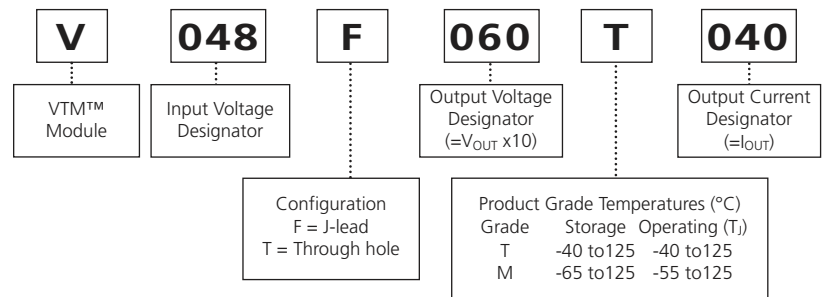 V 048 F 060 T 040
VTM™
Module
Input Voltage
Designator
Output Voltage
Designator
(=VOUT x10)
Output Current
Designator
(=IOUT)
Configuration
F = J-lead
T = Through hole
Product Grade Temperatures (°C)
Grade Storage Operating (TJ)
T -40 to125 -40 to125
M -65 to125 -55 to125